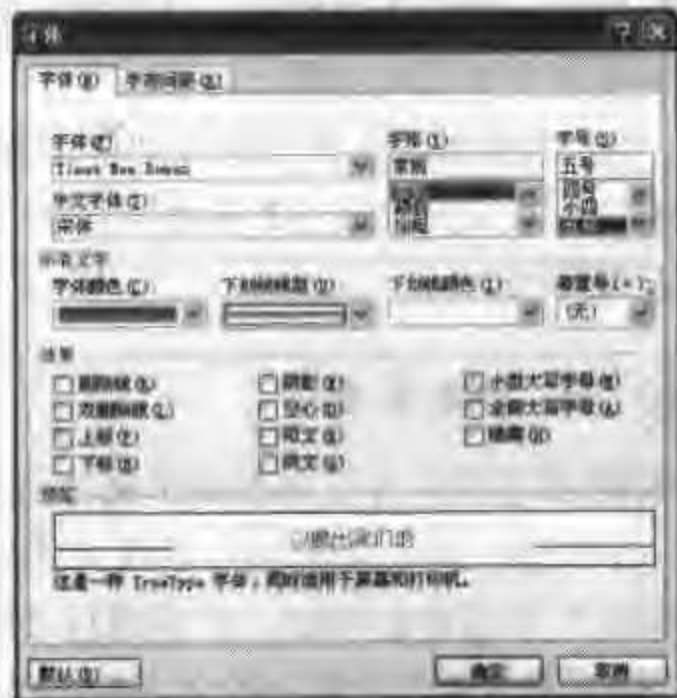 字体
字体(N) 字符间距(R)
字体(F) 字形(Y) 字号(S)
Times New Roman 常规 五号
中文字体(T) 四号
宋体 小四
所有文字
字体颜色(C) 下划线线型(U) 下划线颜色(I) 着重号(·):
(无)
效果
删除线(K) 阴影(W) 小型大写字母(M)
双删除线(L) 空心(O) 全部大写字母(A)
上标(P) 阳文(E) 隐藏(H)
下标(B) 阴文(G)
预览
这是一种 TrueType 字体,同时适用于屏幕和打印机。
默认(D)... 确定 取消